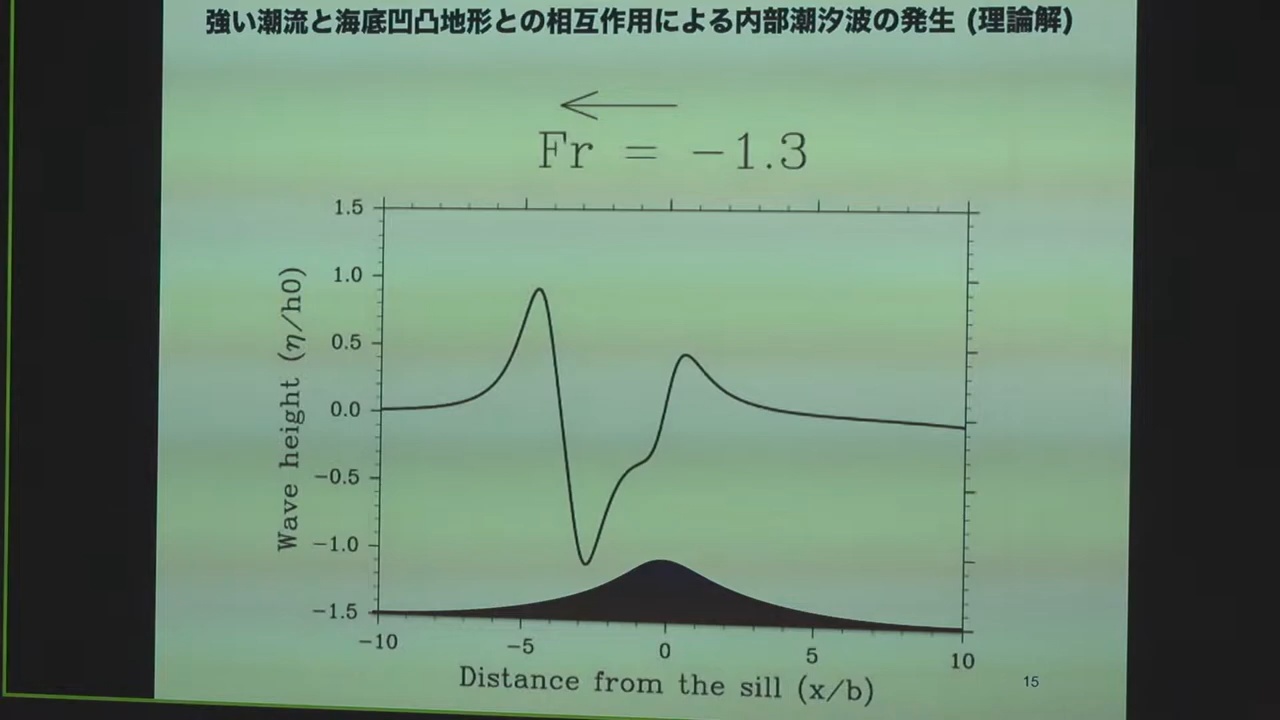 強い潮流と海底凹凸地形との相互作用による内部潮汐波の発生 (理論解)
Fr = −1.3
1.5
1.0
0.5
0.0
−0.5
−1.0
−1.5
Wave height (η/h0)
−10 −5 0 5 10
Distance from the sill (x/b)
15